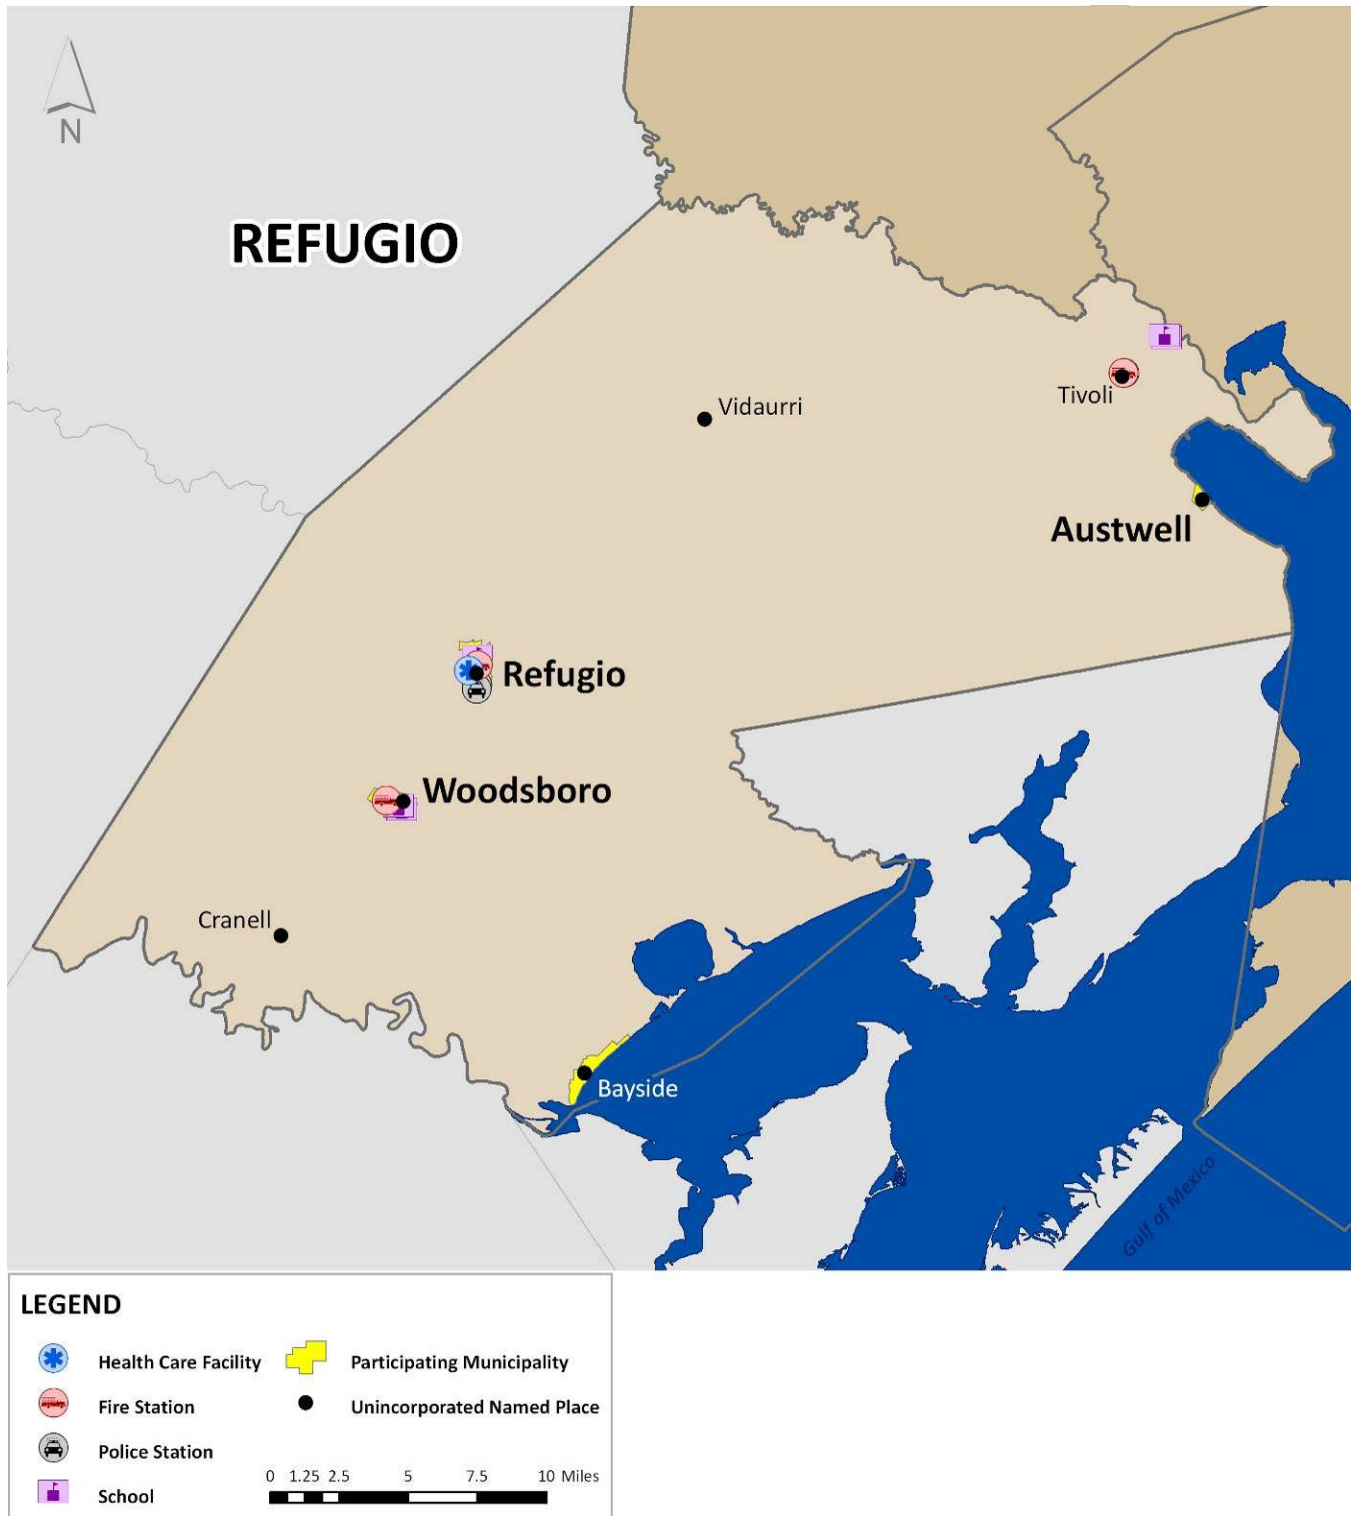 N
REFUGIO
Vidaurri
Tivoli
Austwell
Refugio
Woodsboro
Cranell
Bayside
Gulf of Mexico
LEGEND
Health Care Facility
Participating Municipality
Fire Station
Unincorporated Named Place
Police Station
School
0 1.25 2.5 5 7.5 10 Miles